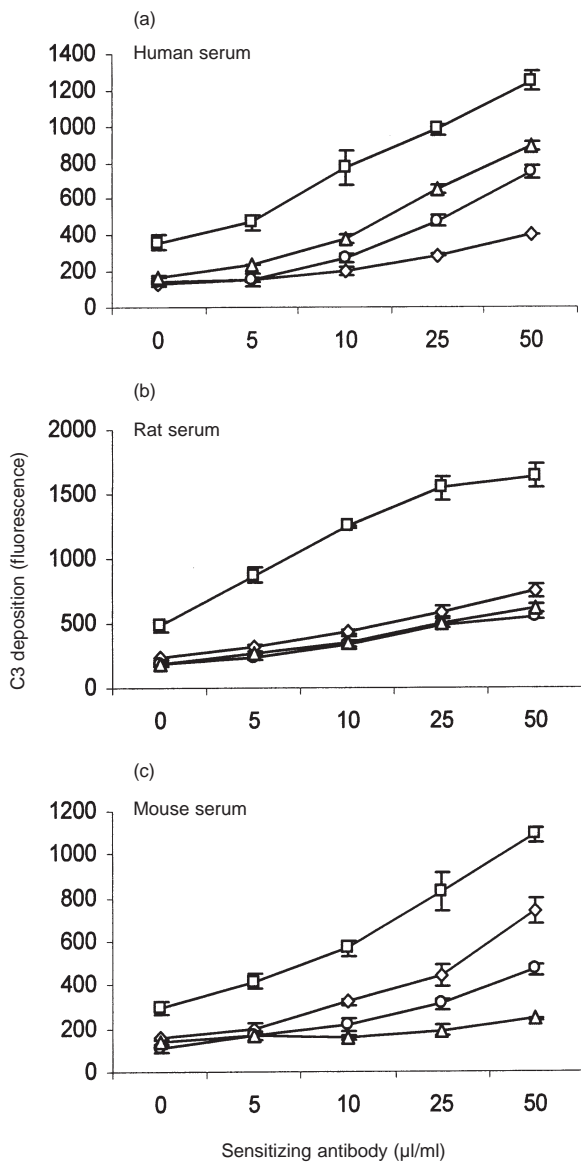 (a)
Human serum
1400
1200
1000
800
600
400
200
0
0 5 10 25 50
(b)
Rat serum
2000
1500
1000
500
0
0 5 10 25 50
C3 deposition (fluorescence)
(c)
Mouse serum
1200
1000
800
600
400
200
0
0 5 10 25 50
Sensitizing antibody (µl/ml)